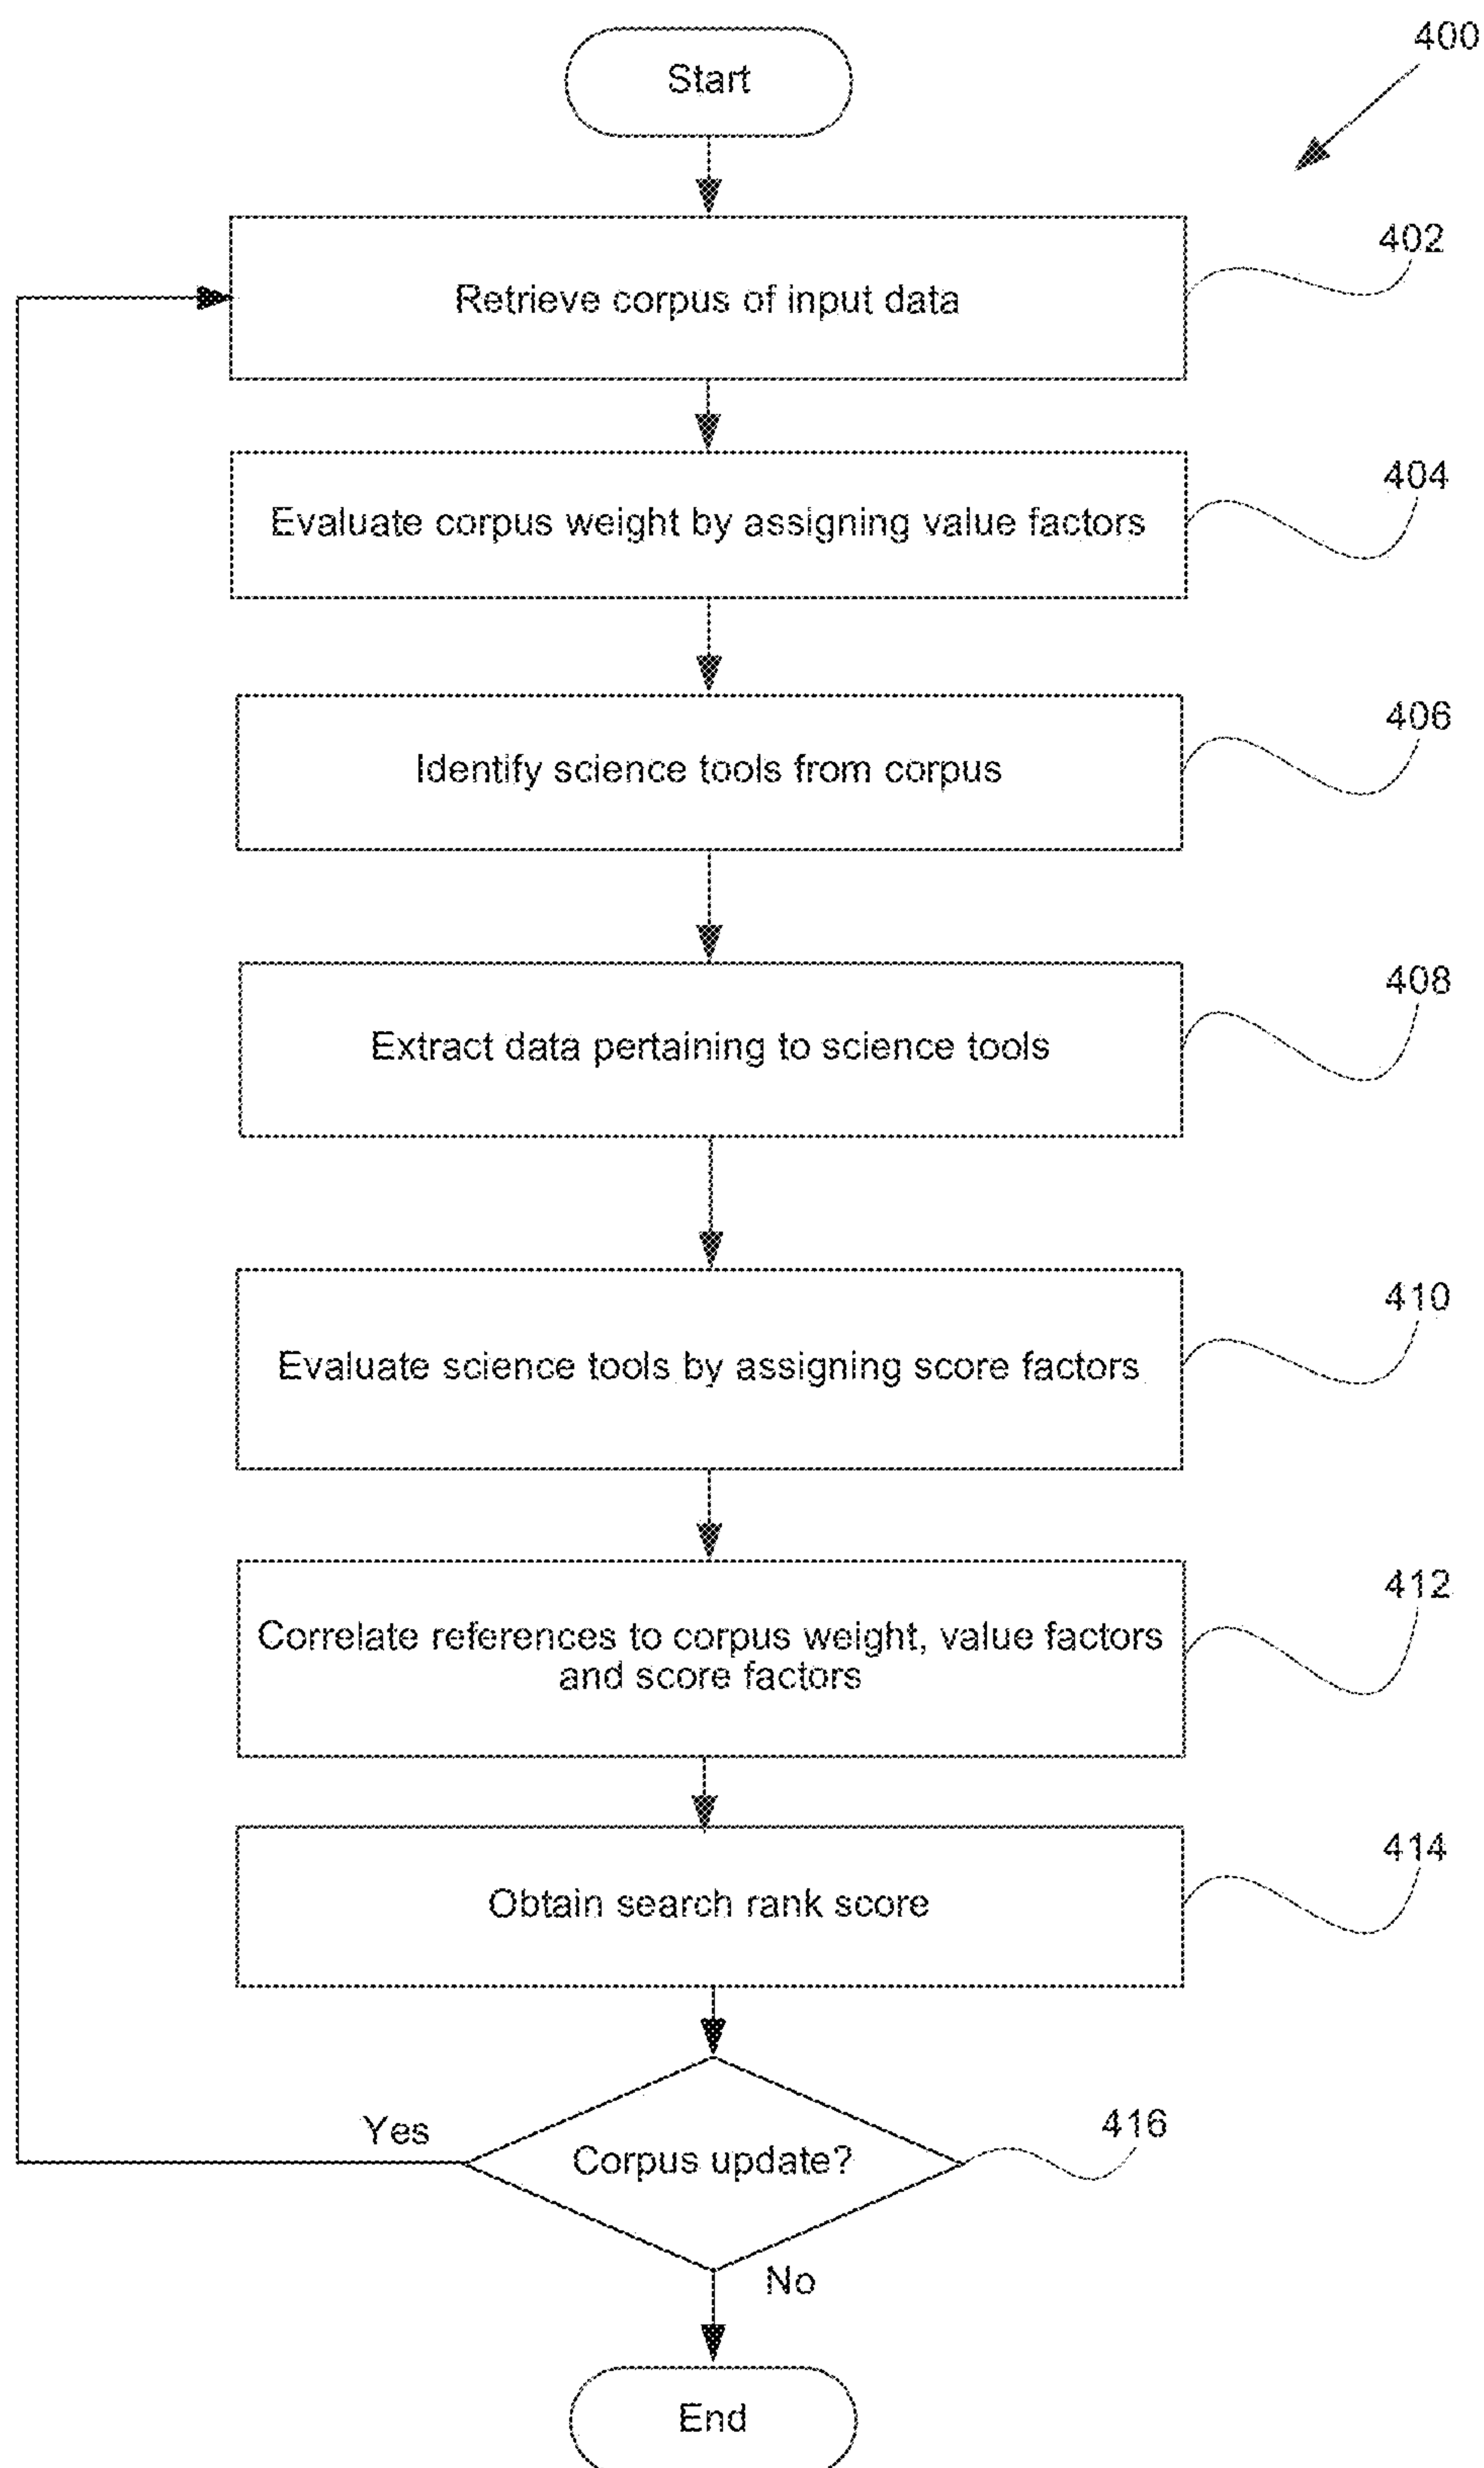 400
Start
402
Retrieve corpus of input data
404
Evaluate corpus weight by assigning value factors
406
Identify science tools from corpus
408
Extract data pertaining to science tools
410
Evaluate science tools by assigning score factors
412
Correlate references to corpus weight, value factors
and score factors
414
Obtain search rank score
Yes
416
Corpus update?
No
End